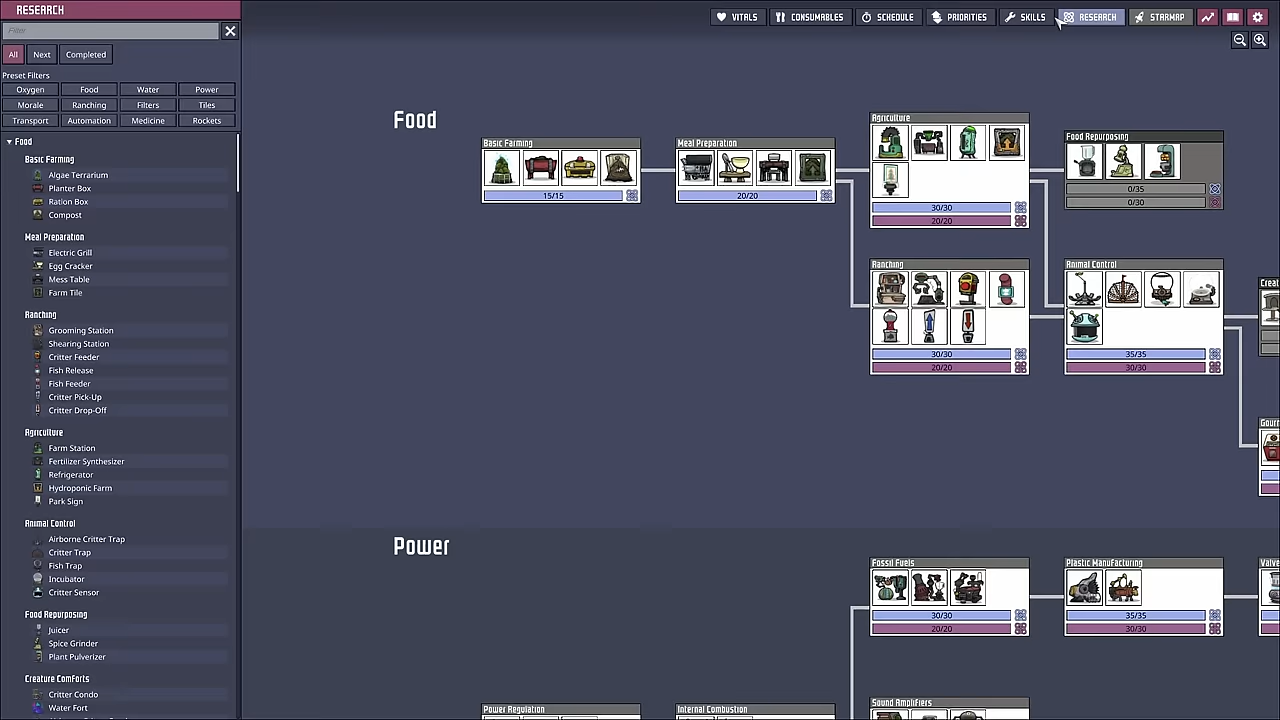 RESEARCH
VITALS
CONSUMABLES
SCHEDULE
PRIORITIES
SKILLS
RESEARCH
STARMAP
Filter
All
Next
Completed
Preset Filters
Oxygen
Food
Water
Power
Morale
Ranching
Filters
Tiles
Transport
Automation
Medicine
Rockets
Food
Basic Farming
Algae Terrarium
Planter Box
Ration Box
Compost
Meal Preparation
Electric Grill
Egg Cracker
Mess Table
Farm Tile
Ranching
Grooming Station
Shearing Station
Critter Feeder
Fish Release
Fish Feeder
Critter Pick-Up
Critter Drop-Off
Agriculture
Farm Station
Fertilizer Synthesizer
Refrigerator
Hydroponic Farm
Park Sign
Animal Control
Airborne Critter Trap
Critter Trap
Fish Trap
Incubator
Critter Sensor
Food Repurposing
Juicer
Spice Grinder
Plant Pulverizer
Creature Comforts
Critter Condo
Water Fort
Food
Basic Farming
15/15
Meal Preparation
20/20
Agriculture
30/30
20/20
Food Repurposing
0/35
0/30
Ranching
30/30
20/20
Animal Control
35/35
30/30
Power
Fossil Fuels
30/30
20/20
Plastic Manufacturing
35/35
30/30
Power Regulation
Internal Combustion
Sound Amplifiers